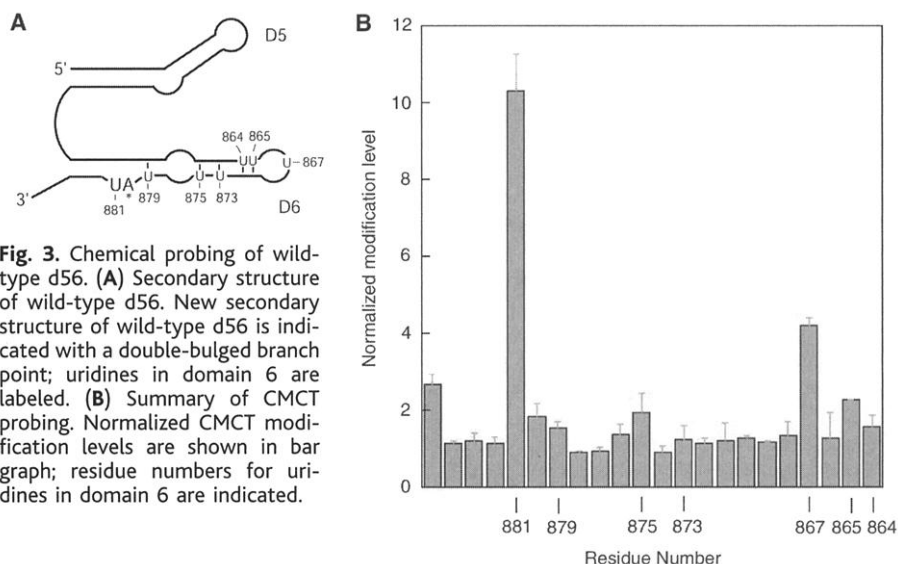 A
D5
5'
864 865
UU
U 867
3'
UA U U U
* 879 875 873
881
D6
Fig. 3. Chemical probing of wild-
type d56. (A) Secondary structure
of wild-type d56. New secondary
structure of wild-type d56 is indi-
cated with a double-bulged branch
point; uridines in domain 6 are
labeled. (B) Summary of CMCT
probing. Normalized CMCT modi-
fication levels are shown in bar
graph; residue numbers for uri-
dines in domain 6 are indicated.
B
Normalized modification level
12
10
8
6
4
2
0
881 879 875 873 867 865 864
Residue Number